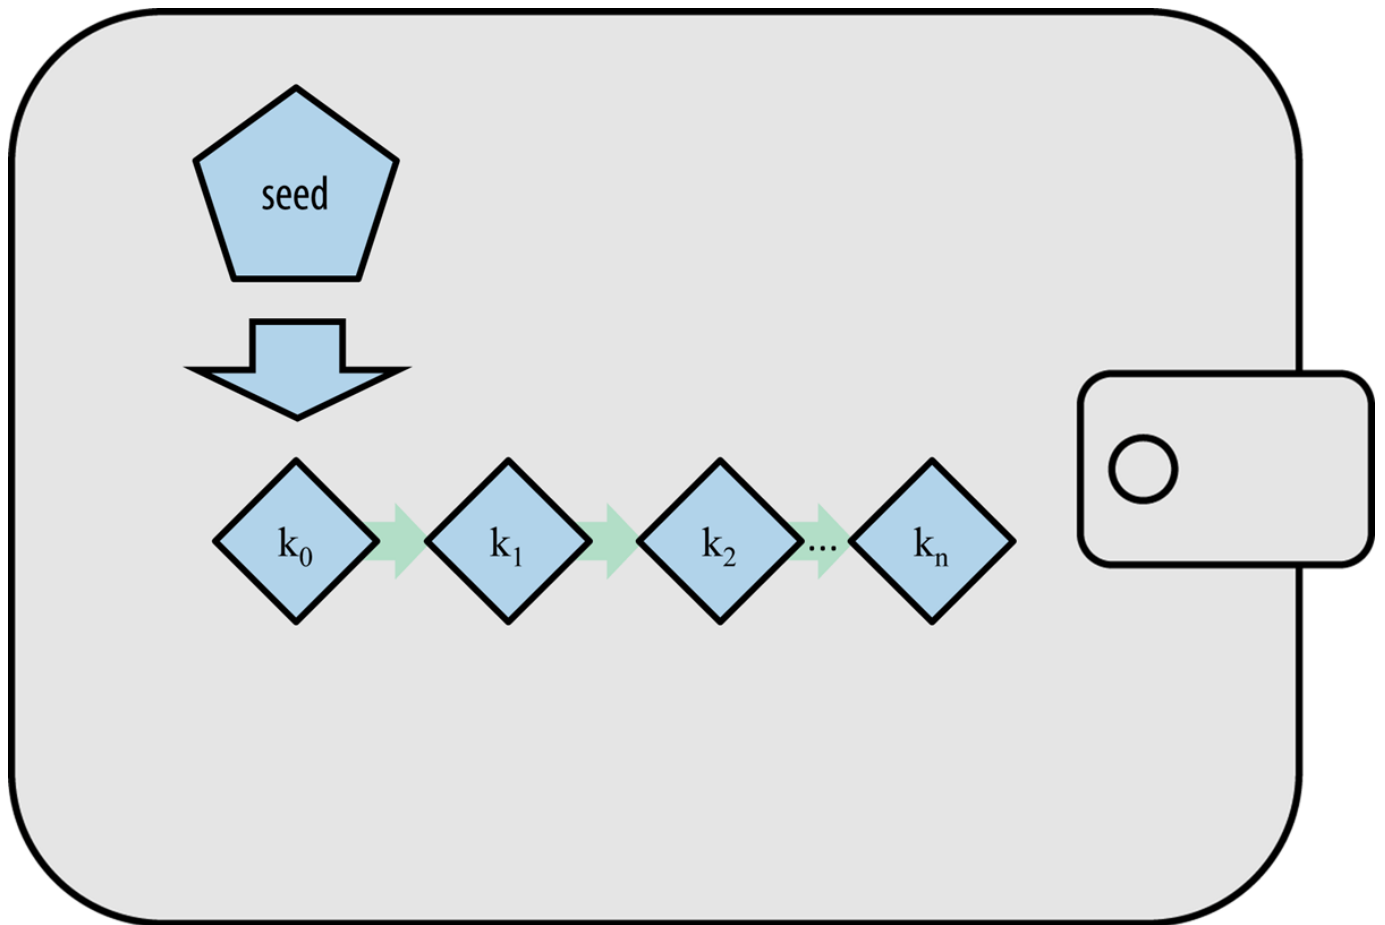 seed
k₀ k₁ k₂ ... kₙ